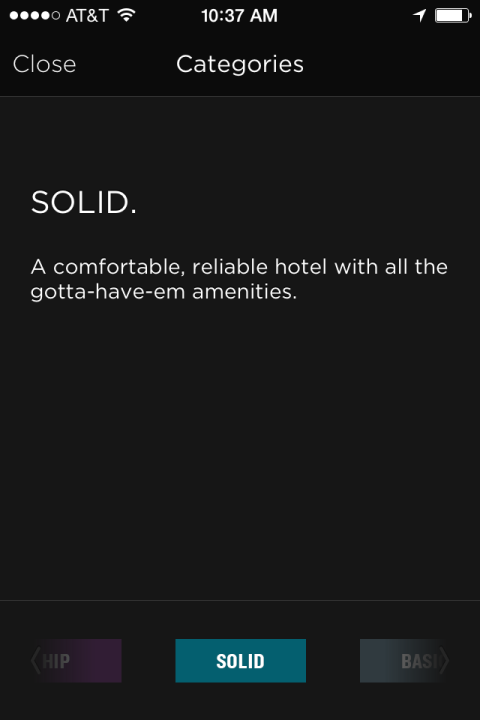 AT&T 10:37 AM
Close Categories
SOLID.
A comfortable, reliable hotel with all the
gotta-have-em amenities.
HIP SOLID BASI